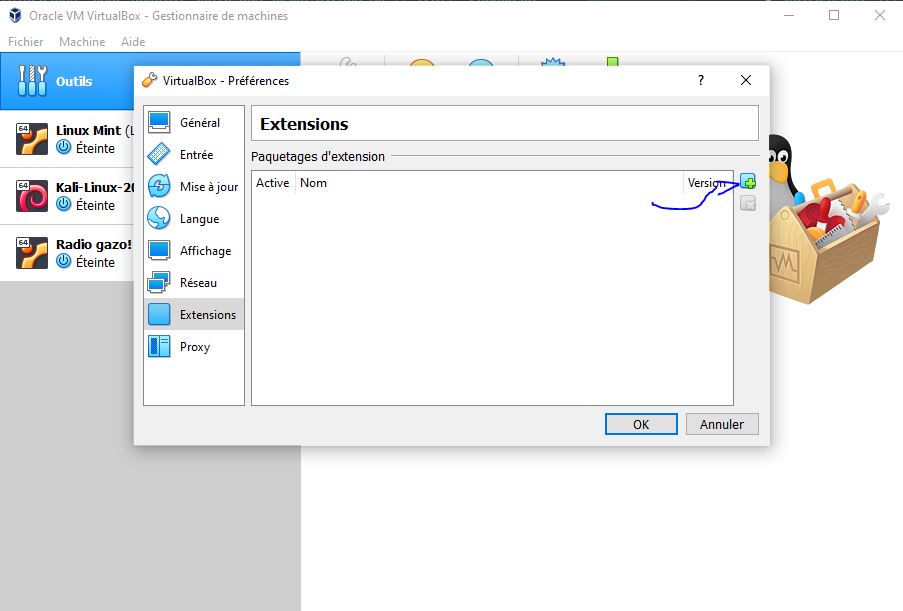 Oracle VM VirtualBox - Gestionnaire de machines
Fichier Machine Aide
Outils
VirtualBox - Préférences
?
64
Linux Mint (L
Éteinte
64
Kali-Linux-20
Éteinte
64
Radio gazo!
Éteinte
Général
Entrée
Mise à jour
Langue
Affichage
Réseau
Extensions
Proxy
Extensions
Paquetages d'extension
Active Nom Version
OK Annuler